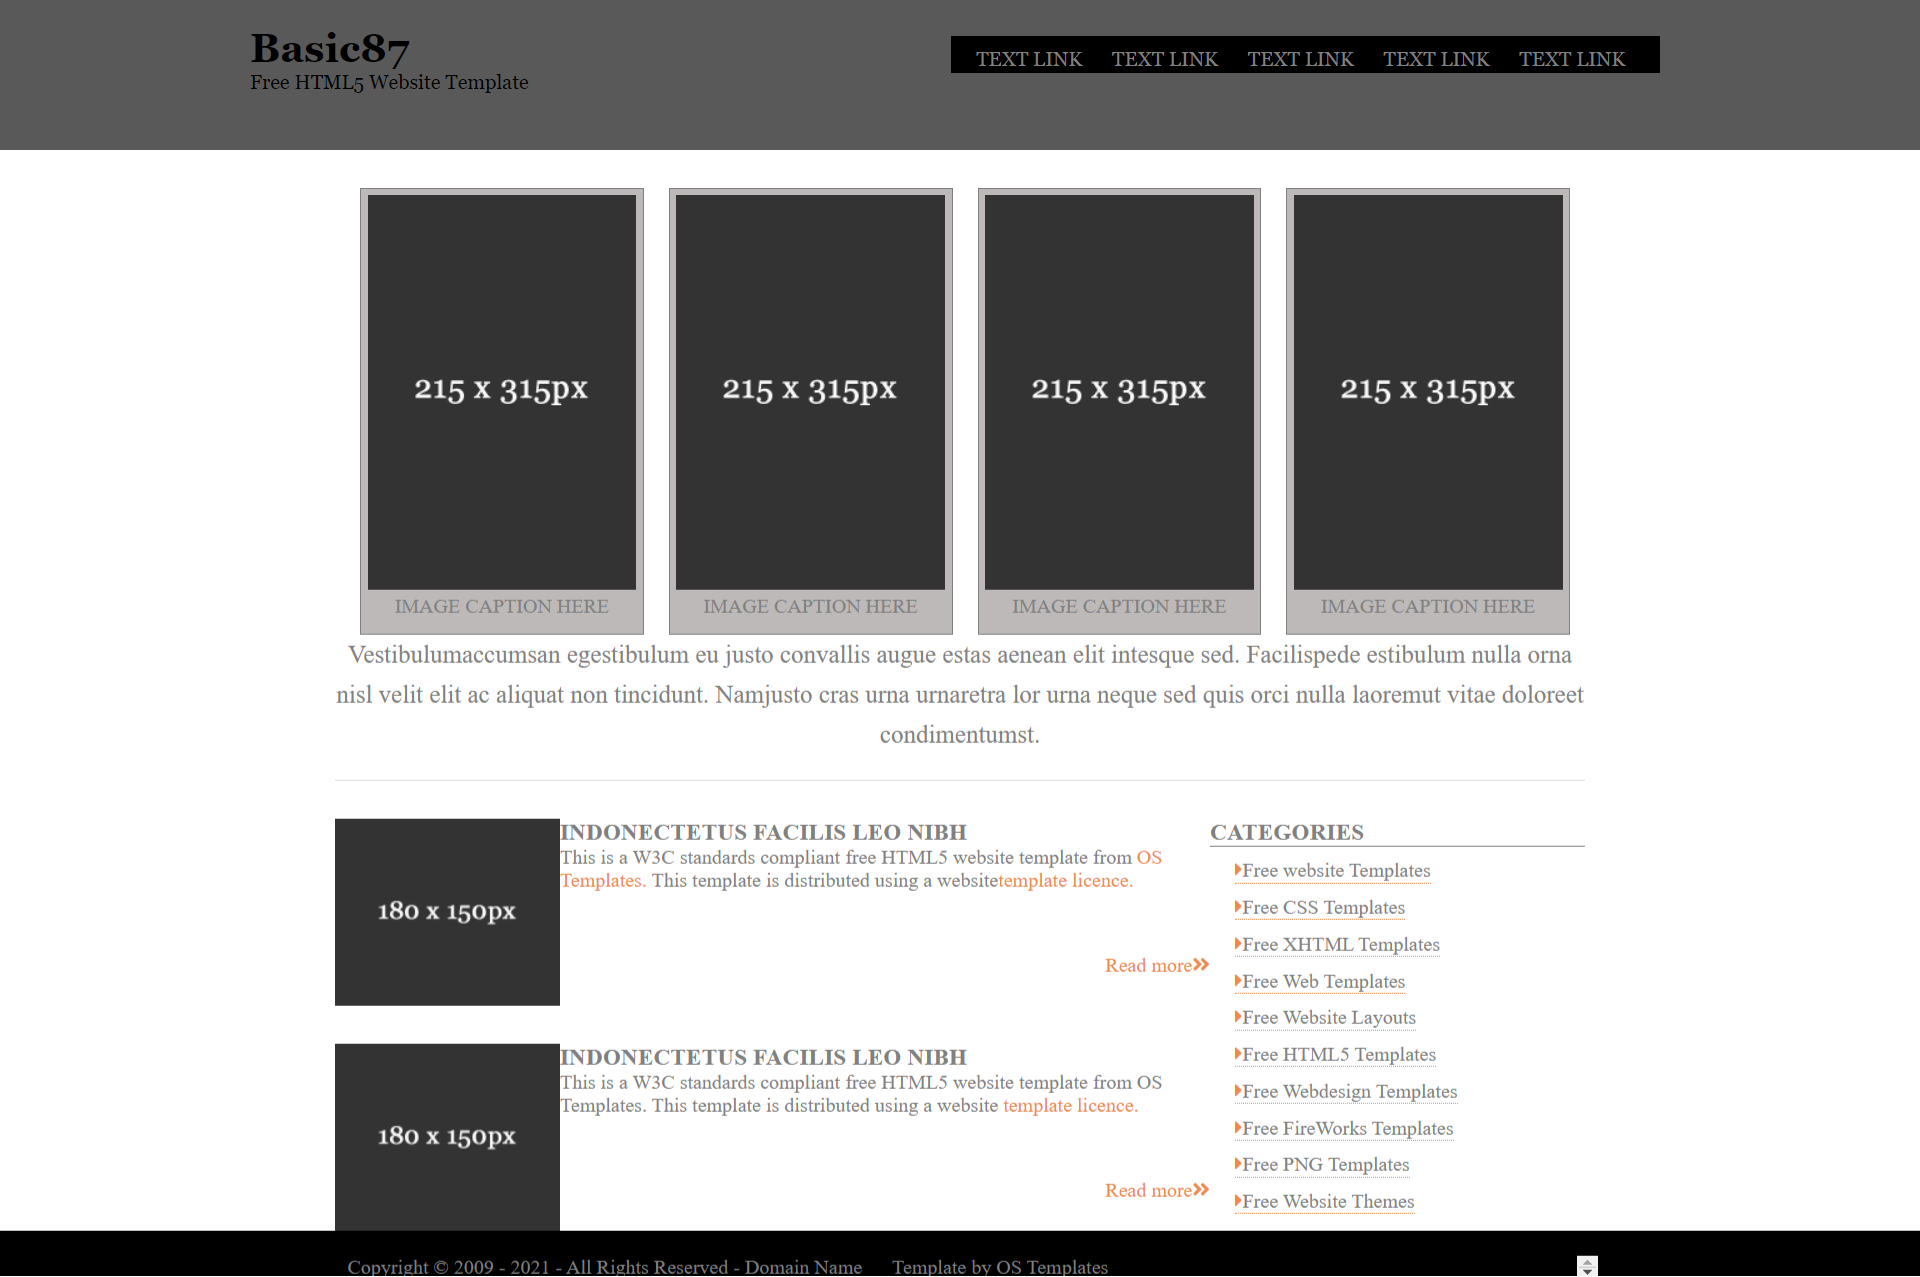 Basic87
Free HTML5 Website Template
TEXT LINK TEXT LINK TEXT LINK TEXT LINK TEXT LINK
215 x 315px 215 x 315px 215 x 315px 215 x 315px
IMAGE CAPTION HERE IMAGE CAPTION HERE IMAGE CAPTION HERE IMAGE CAPTION HERE
Vestibulumaccumsan egestibulum eu justo convallis augue estas aenean elit intesque sed. Facilispede estibulum nulla orna
nisl velit elit ac aliquat non tincidunt. Namjusto cras urna urnaretra lor urna neque sed quis orci nulla laoremut vitae doloreet
condimentumst.
180 x 150px
INDONECTETUS FACILIS LEO NIBH
This is a W3C standards compliant free HTML5 website template from OS
Templates. This template is distributed using a websitetemplate licence.
Read more
180 x 150px
INDONECTETUS FACILIS LEO NIBH
This is a W3C standards compliant free HTML5 website template from OS
Templates. This template is distributed using a website template licence.
Read more
CATEGORIES
Free website Templates
Free CSS Templates
Free XHTML Templates
Free Web Templates
Free Website Layouts
Free HTML5 Templates
Free Webdesign Templates
Free FireWorks Templates
Free PNG Templates
Free Website Themes
Copyright © 2009 - 2021 - All Rights Reserved - Domain Name Template by OS Templates